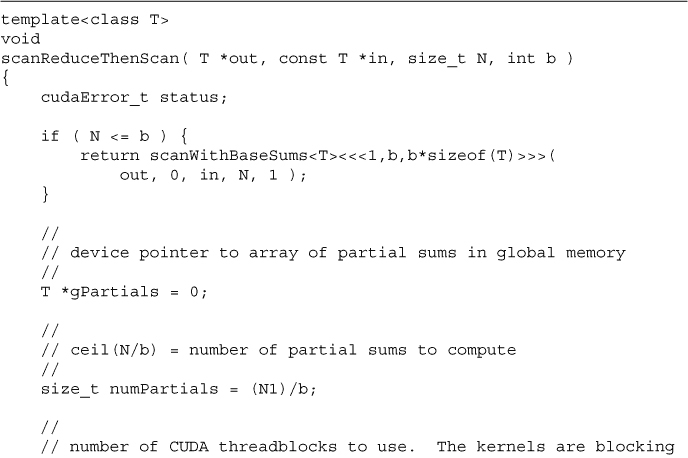 template<class T>
void
scanReduceThenScan( T *out, const T *in, size_t N, int b )
{
    cudaError_t status;

    if ( N <= b ) {
        return scanWithBaseSums<T><<<1,b,b*sizeof(T)>>>(
            out, 0, in, N, 1 );
    }

    //
    // device pointer to array of partial sums in global memory
    //
    T *gPartials = 0;

    //
    // ceil(N/b) = number of partial sums to compute
    //
    size_t numPartials = (N1)/b;

    //
    // number of CUDA threadblocks to use.  The kernels are blocking